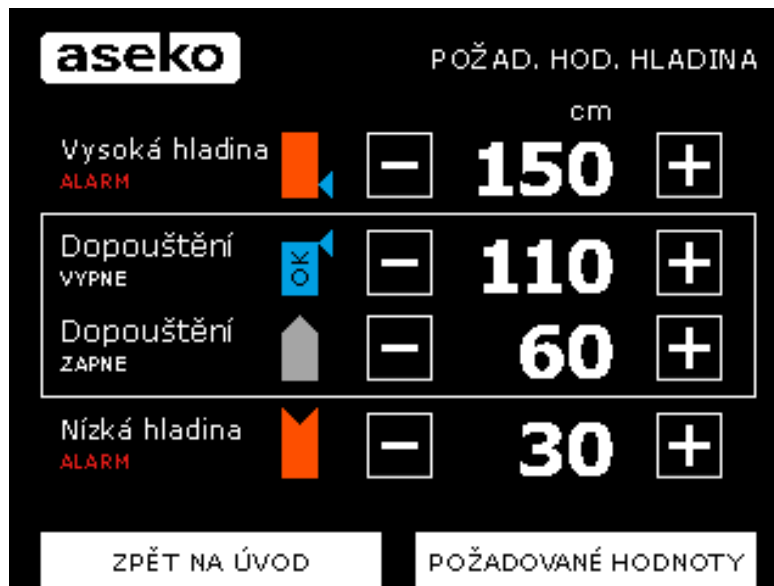 aseko
POŽAD. HOD. HLADINA
cm
Vysoká hladina
ALARM
− 150 +
Dopouštění
VYPNE
OK
− 110 +
Dopouštění
ZAPNE
− 60 +
Nízká hladina
ALARM
− 30 +
ZPĚT NA ÚVOD
POŽADOVANÉ HODNOTY